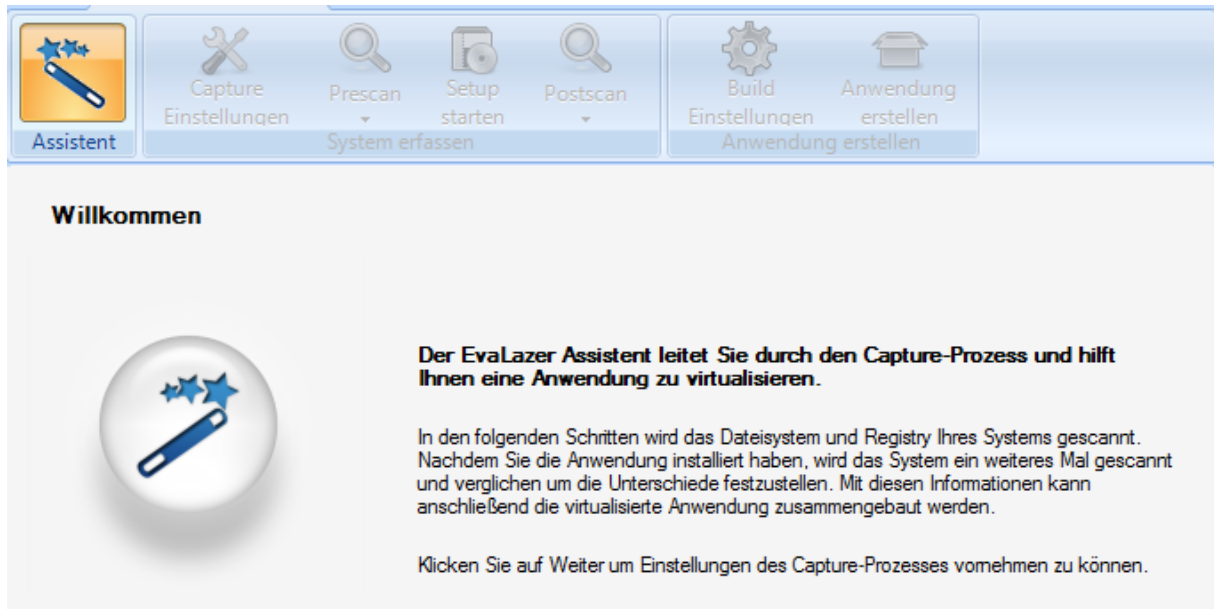 Capture
Einstellungen
Prescan
Setup
starten
Postscan
Build
Einstellungen
Anwendung
erstellen
Assistent
System erfassen
Anwendung erstellen
Willkommen
Der EvaLazer Assistent leitet Sie durch den Capture-Prozess und hilft
Ihnen eine Anwendung zu virtualisieren.
In den folgenden Schritten wird das Dateisystem und Registry Ihres Systems gescannt.
Nachdem Sie die Anwendung installiert haben, wird das System ein weiteres Mal gescannt
und verglichen um die Unterschiede festzustellen. Mit diesen Informationen kann
anschließend die virtualisierte Anwendung zusammengebaut werden.
Klicken Sie auf Weiter um Einstellungen des Capture-Prozesses vornehmen zu können.